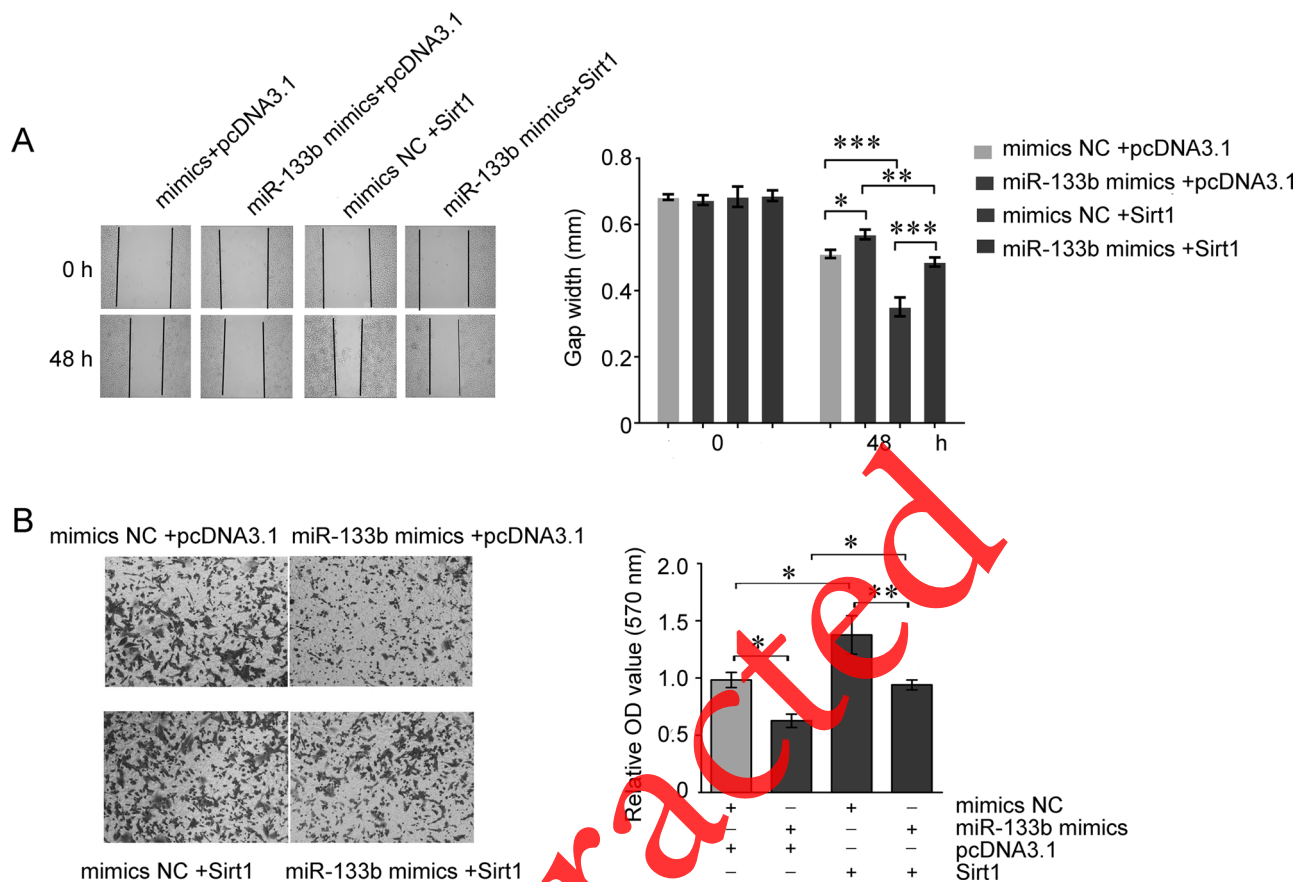 A
mimics+pcDNA3.1
miR-133b mimics+pcDNA3.1
mimics NC +Sirt1
miR-133b mimics+Sirt1
0 h
48 h
Gap width (mm)
0.8
0.6
0.4
0.2
0
0 48 h
***
**
*
***
mimics NC +pcDNA3.1
miR-133b mimics +pcDNA3.1
mimics NC +Sirt1
miR-133b mimics +Sirt1
B
mimics NC +pcDNA3.1 miR-133b mimics +pcDNA3.1
mimics NC +Sirt1 miR-133b mimics +Sirt1
Relative OD value (570 nm)
2.0
1.5
1.0
0.5
0
*
*
**
*
+ – + – mimics NC
– + – + miR-133b mimics
+ + – – pcDNA3.1
– – + + Sirt1
racted